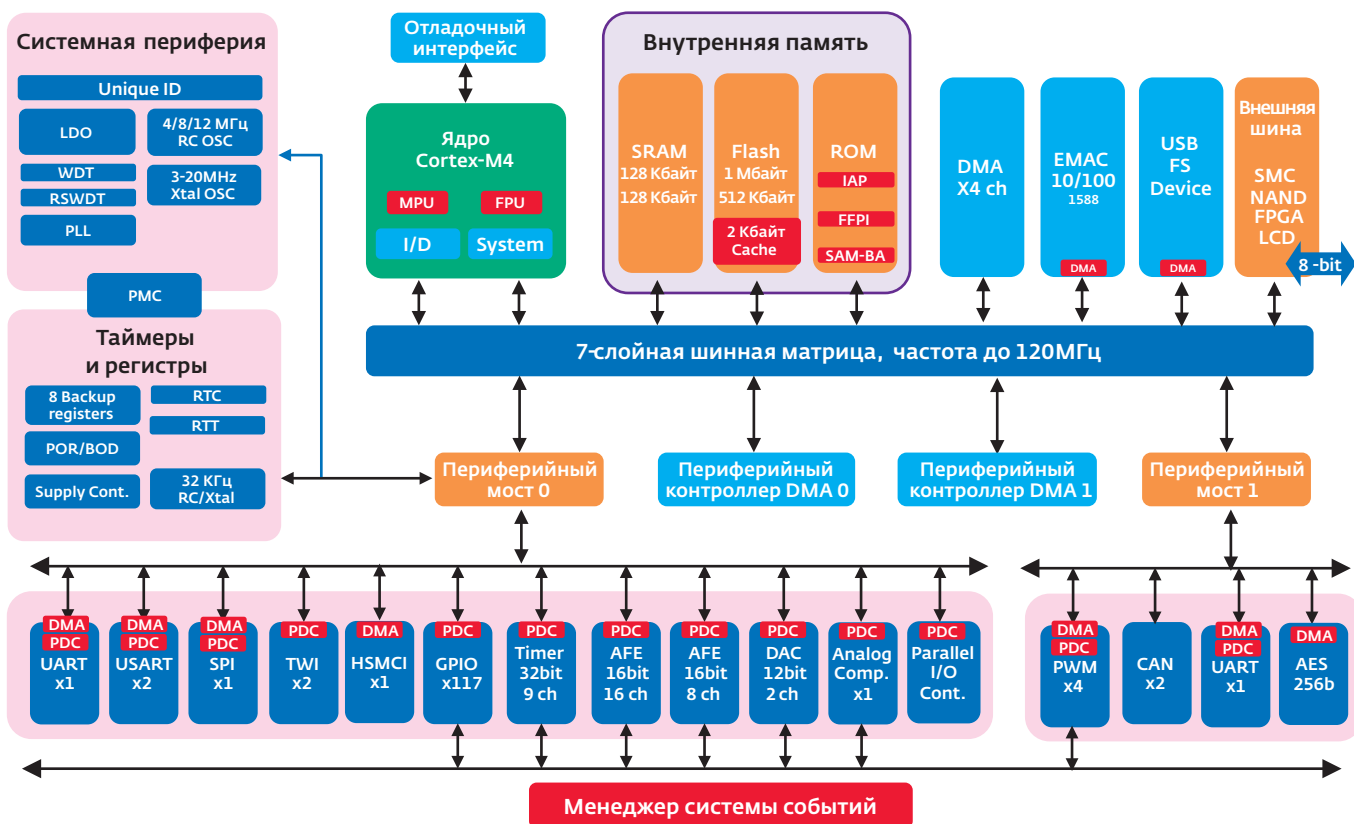 Системная периферия
Unique ID
LDO
4/8/12 МГц
RC OSC
WDT
RSWDT
3-20MHz
Xtal OSC
PLL
PMC
Таймеры
и регистры
8 Backup
registers
RTC
RTT
POR/BOD
Supply Cont.
32 КГц
RC/Xtal
Отладочный
интерфейс
Ядро
Cortex-M4
MPU
FPU
I/D
System
Внутренняя память
SRAM
128 Кбайт
128 Кбайт
Flash
1 Мбайт
512 Кбайт
2 Кбайт
Cache
ROM
IAP
FFPI
SAM-BA
DMA
X4 ch
EMAC
10/100
1588
DMA
USB
FS
Device
DMA
Внешняя
шина
SMC
NAND
FPGA
LCD
8 -bit
7-слойная шинная матрица, частота до 120МГц
Периферийный
мост 0
Периферийный
контроллер DMA 0
Периферийный
контроллер DMA 1
Периферийный
мост 1
DMA
PDC
UART
x1
DMA
PDC
USART
x2
DMA
PDC
SPI
x1
PDC
TWI
x2
DMA
HSMCI
x1
PDC
GPIO
x117
PDC
Timer
32bit
9 ch
PDC
AFE
16bit
16 ch
PDC
AFE
16bit
8 ch
PDC
DAC
12bit
2 ch
PDC
Analog
Comp.
x1
PDC
Parallel
I/O
Cont.
DMA
PDC
PWM
x4
CAN
x2
DMA
PDC
UART
x1
DMA
AES
256b
Менеджер системы событий